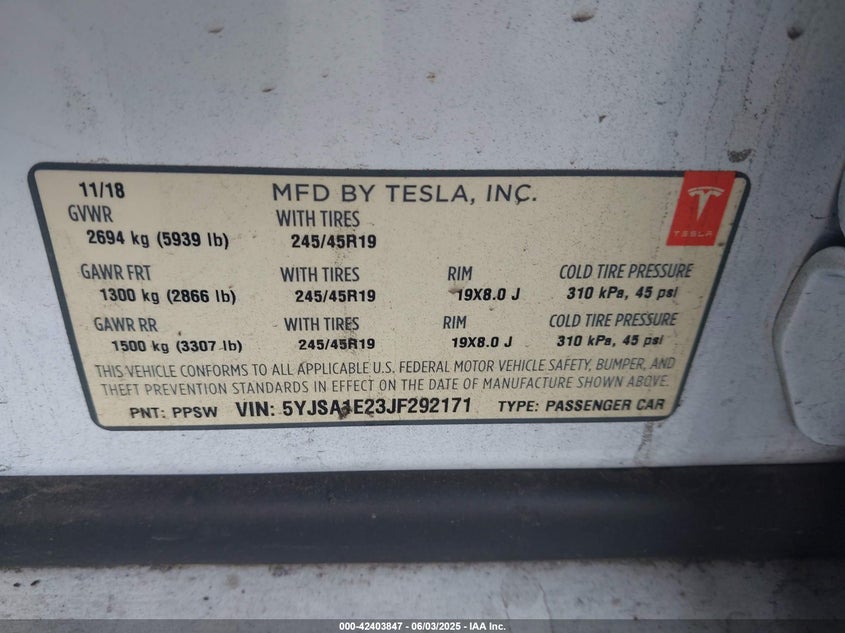 11/18 MFD BY TESLA, INC.
GVWR WITH TIRES
2694 kg (5939 lb) 245/45R19
TESLA
GAWR FRT WITH TIRES RIM COLD TIRE PRESSURE
1300 kg (2866 lb) 245/45R19 19X8.0 J 310 kPa, 45 psi
GAWR RR WITH TIRES RIM COLD TIRE PRESSURE
1500 kg (3307 lb) 245/45R19 19X8.0 J 310 kPa, 45 psi
THIS VEHICLE CONFORMS TO ALL APPLICABLE U.S. FEDERAL MOTOR VEHICLE SAFETY, BUMPER, AND
THEFT PREVENTION STANDARDS IN EFFECT ON THE DATE OF MANUFACTURE SHOWN ABOVE.
PNT: PPSW VIN: 5YJSA1E23JF292171 TYPE: PASSENGER CAR
000-42403847 - 06/03/2025 - IAA Inc.